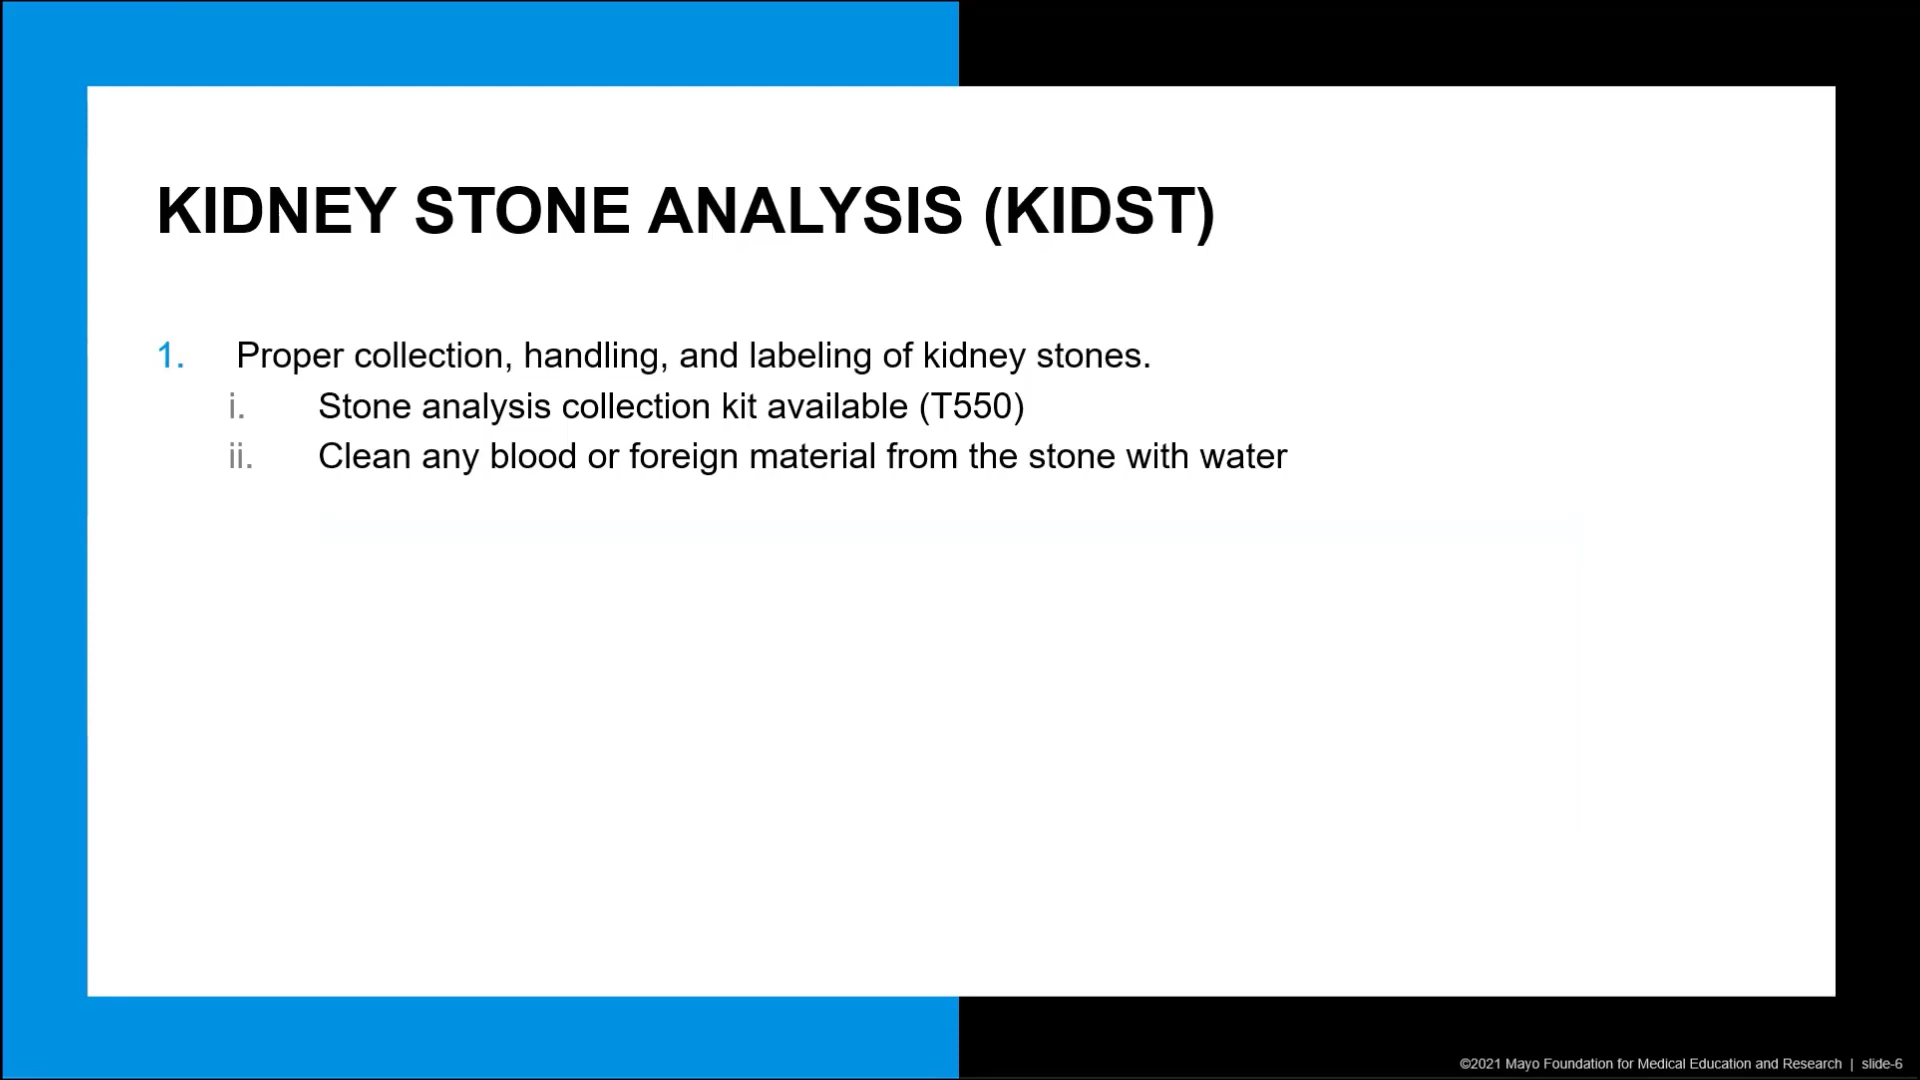 KIDNEY STONE ANALYSIS (KIDST)
1. Proper collection, handling, and labeling of kidney stones.
i. Stone analysis collection kit available (T550)
ii. Clean any blood or foreign material from the stone with water
©2021 Mayo Foundation for Medical Education and Research | slide-6